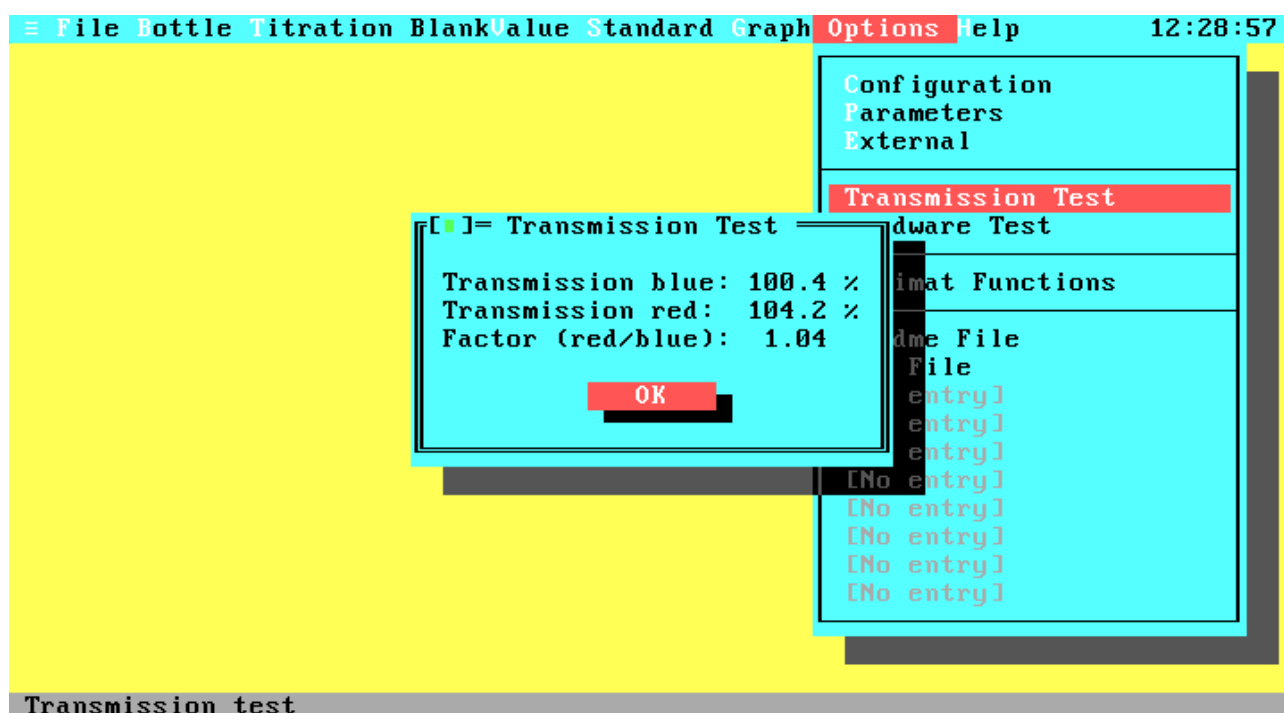 ≡ File Bottle Titration BlankValue Standard Graph Options Help 12:28:57
Configuration
Parameters
External
Transmission Test
dware Test
imat Functions
dme File
File
entry]
entry]
entry]
[No entry]
[No entry]
[No entry]
[No entry]
[No entry]
[■]= Transmission Test
Transmission blue: 100.4 %
Transmission red: 104.2 %
Factor (red/blue): 1.04
OK
Transmission test